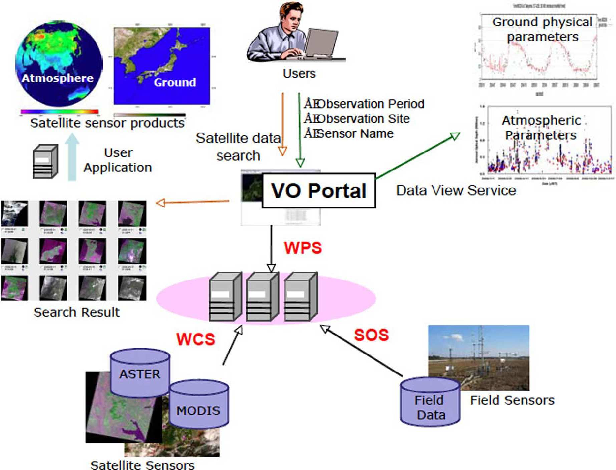 Atmosphere
Ground
Satellite sensor products
User
Application
Users
ÅEObservation Period
ÅEObservation Site
ÅESensor Name
Satellite data
search
Ground physical
parameters
Atmospheric
Parameters
VO Portal
Data View Service
WPS
Search Result
WCS
SOS
ASTER
MODIS
Satellite Sensors
Field
Data
Field Sensors